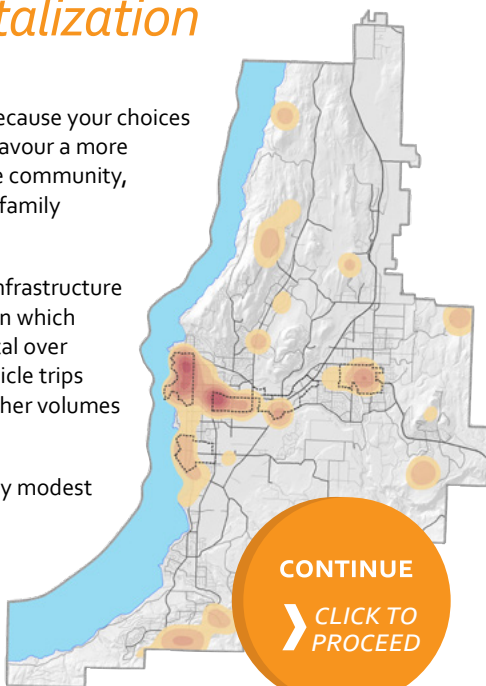 talization
ecause your choices
avour a more
e community,
family
nfrastructure
n which
tal over
icle trips
her volumes
y modest
CONTINUE
CLICK TO
PROCEED